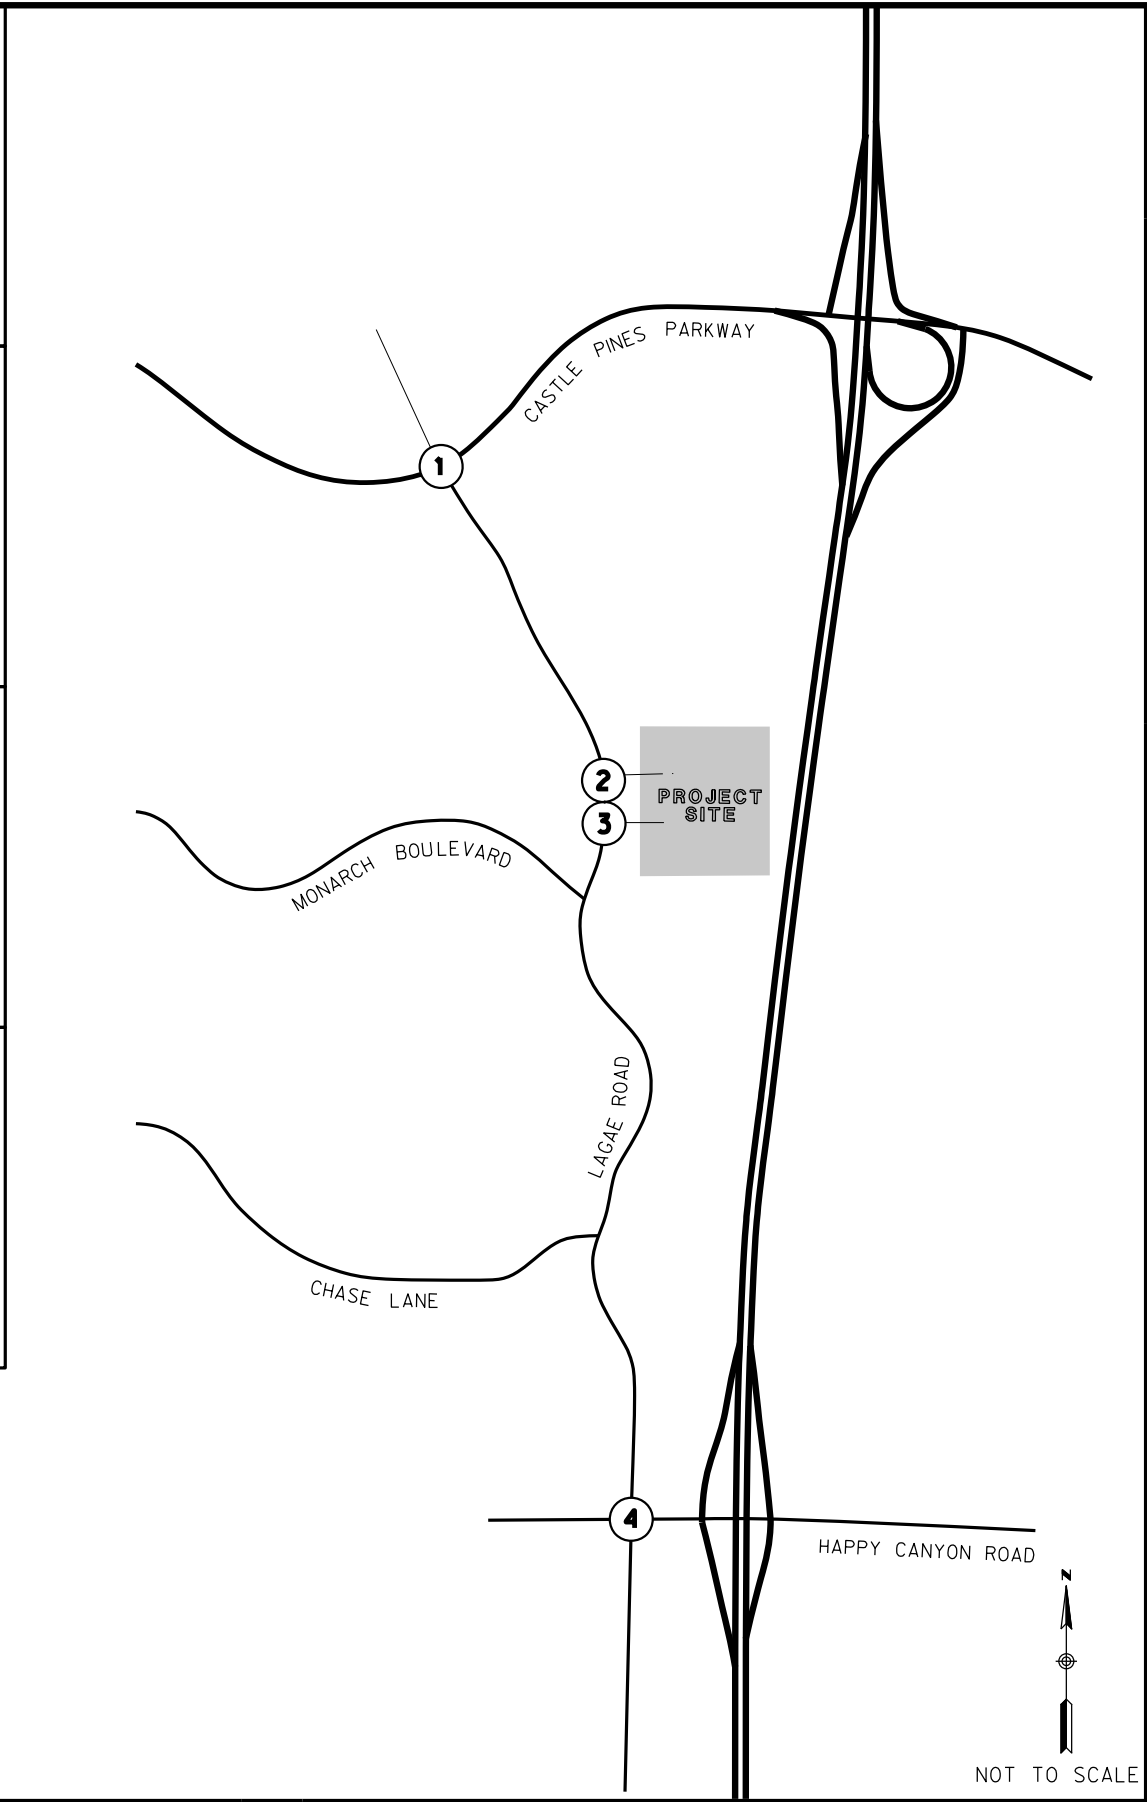 CASTLE PINES PARKWAY
1
2
PROJECT
SITE
3
MONARCH BOULEVARD
LAGAE ROAD
CHASE LANE
4
HAPPY CANYON ROAD
N
NOT TO SCALE